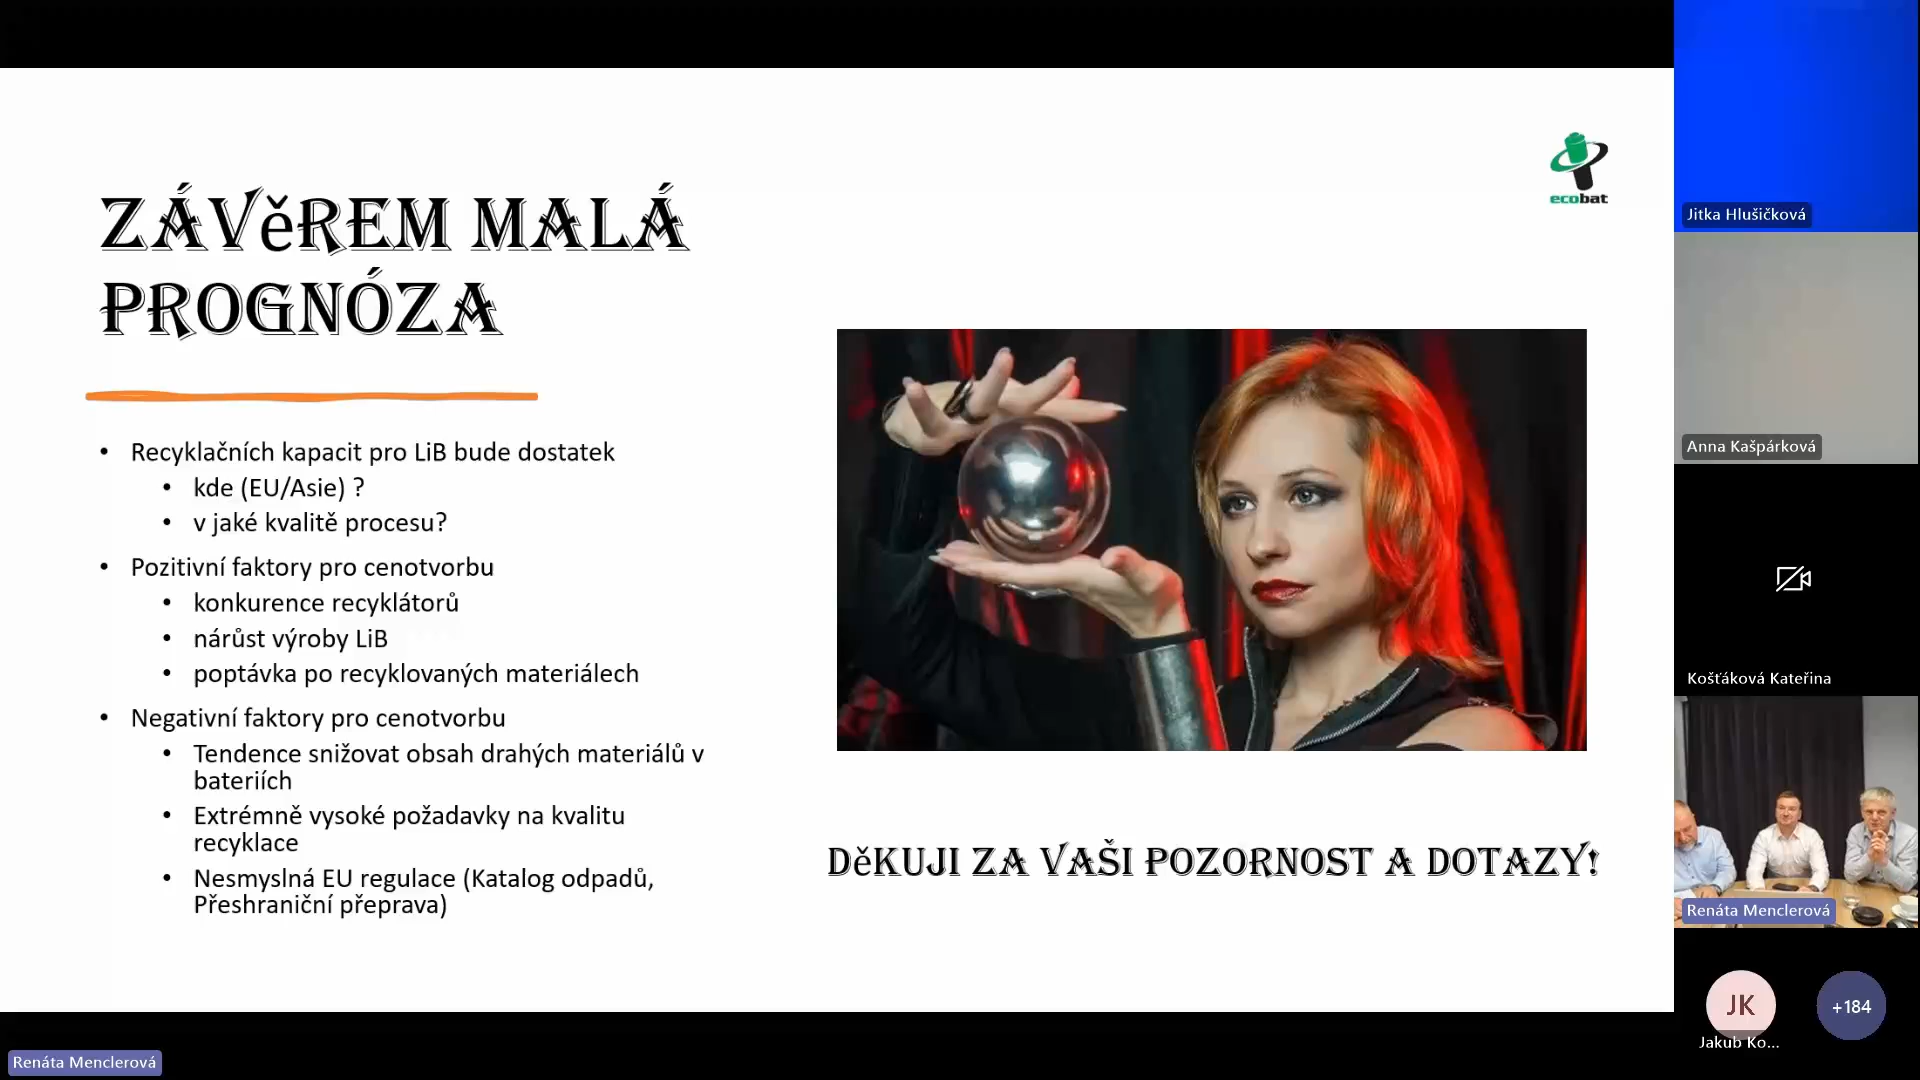 ecobat
ZÁVěREM MALÁ
PROGNÓZA
• Recyklačních kapacit pro LiB bude dostatek
• kde (EU/Asie) ?
• v jaké kvalitě procesu?
• Pozitivní faktory pro cenotvorbu
• konkurence recyklátorů
• nárůst výroby LiB
• poptávka po recyklovaných materiálech
• Negativní faktory pro cenotvorbu
• Tendence snižovat obsah drahých materiálů v
bateriích
• Extrémně vysoké požadavky na kvalitu
recyklace
• Nesmyslná EU regulace (Katalog odpadů,
Přeshraniční přeprava)
DěKUJI ZA VAŠI POZORNOST A DOTAZY!
Jitka Hlušičková
Anna Kašpárková
Košťáková Kateřina
Renáta Menclerová
JK
Jakub Ko...
+184
Renáta Menclerová